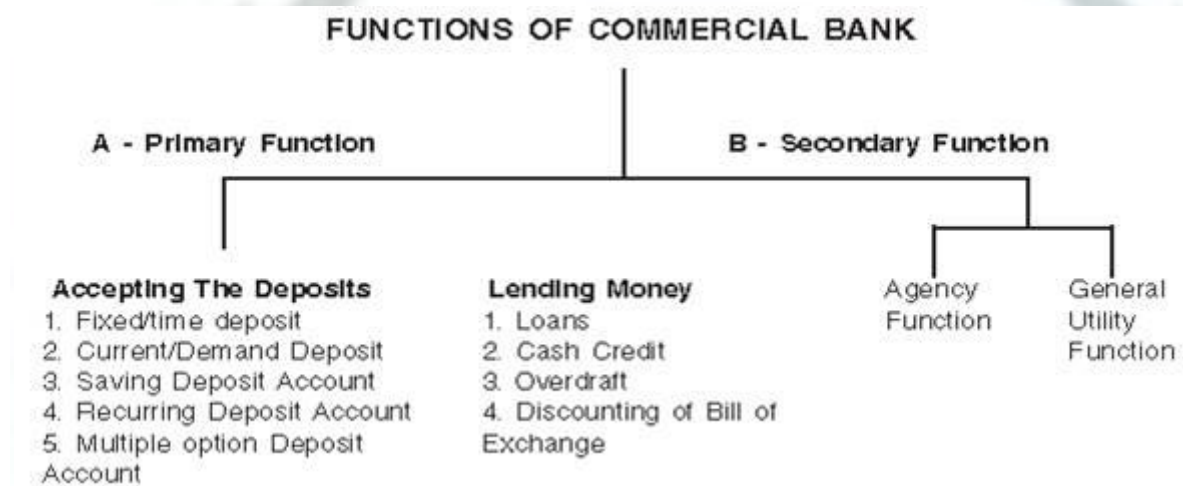 FUNCTIONS OF COMMERCIAL BANK
A - Primary Function
B - Secondary Function
Accepting The Deposits
1. Fixed/time deposit
2. Current/Demand Deposit
3. Saving Deposit Account
4. Recurring Deposit Account
5. Multiple option Deposit
Account
Lending Money
1. Loans
2. Cash Credit
3. Overdraft
4. Discounting of Bill of
Exchange
Agency
Function
General
Utility
Function